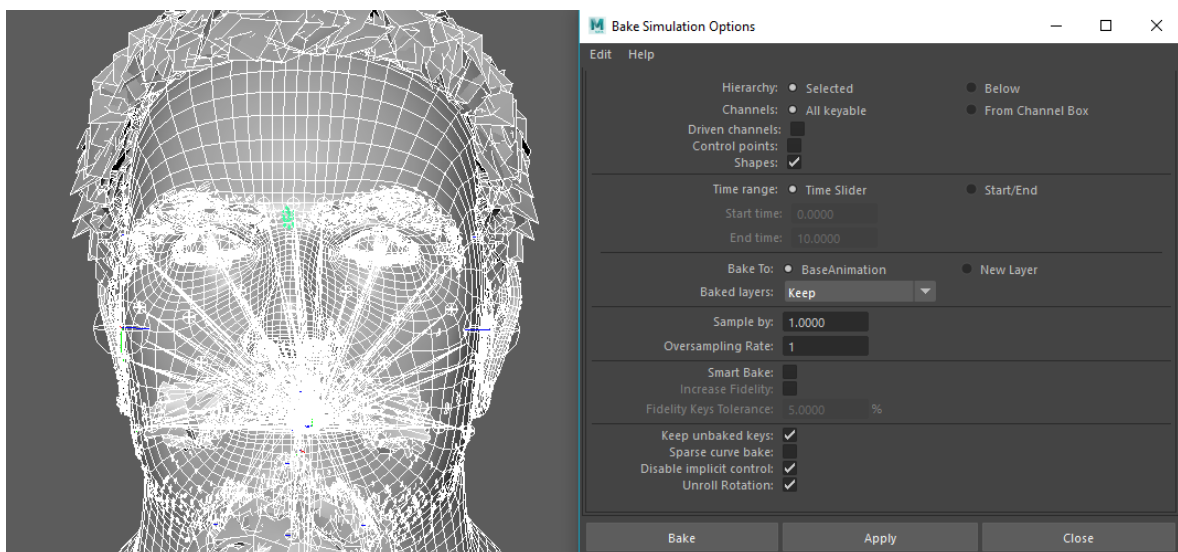 Bake Simulation Options
Edit Help
Hierarchy: Selected Below
Channels: All keyable From Channel Box
Driven channels:
Control points:
Shapes:
Time range: Time Slider Start/End
Start time: 0.0000
End time: 10.0000
Bake To: BaseAnimation New Layer
Baked layers: Keep
Sample by: 1.0000
Oversampling Rate: 1
Smart Bake:
Increase Fidelity:
Fidelity Keys Tolerance: 5.0000 %
Keep unbaked keys:
Sparse curve bake:
Disable implicit control:
Unroll Rotation:
Bake Apply Close